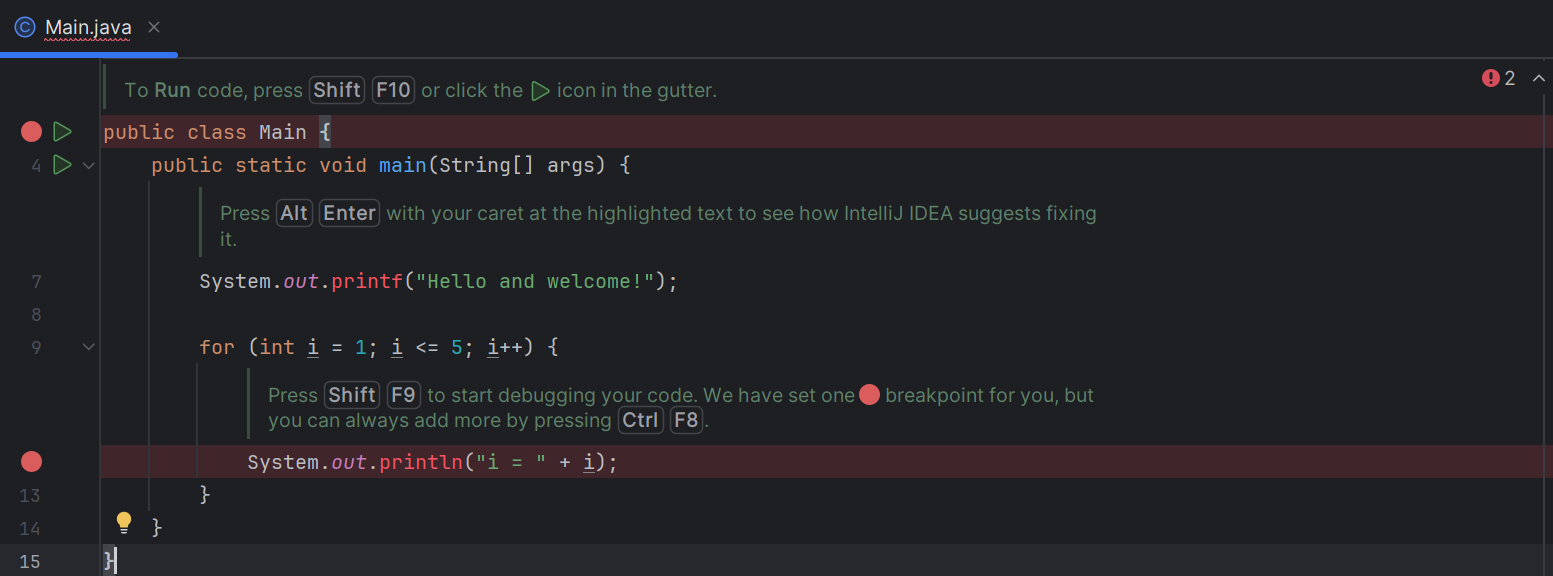 Main.java
To Run code, press Shift F10 or click the icon in the gutter.
2
public class Main {
4 public static void main(String[] args) {
Press Alt Enter with your caret at the highlighted text to see how IntelliJ IDEA suggests fixing
it.
7 System.out.printf("Hello and welcome!");
8
9 for (int i = 1; i <= 5; i++) {
Press Shift F9 to start debugging your code. We have set one breakpoint for you, but
you can always add more by pressing Ctrl F8.
System.out.println("i = " + i);
13 }
14 }
15 }